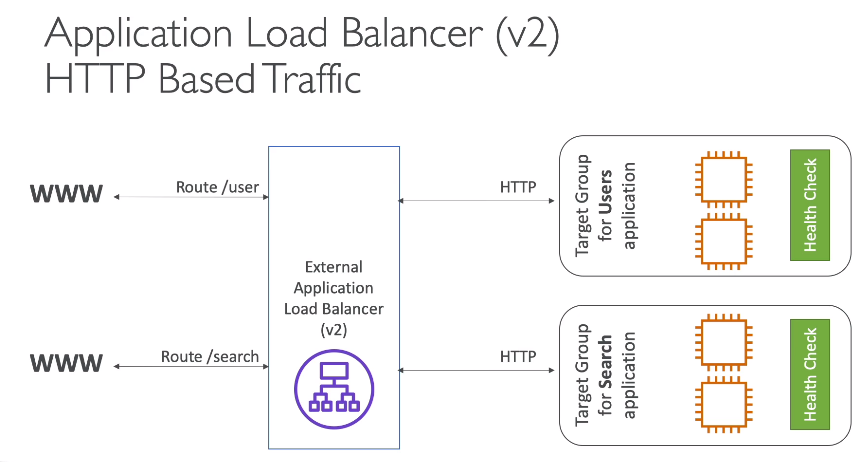 Application Load Balancer (v2)
HTTP Based Traffic
WWW
Route /user
HTTP
Target Group
for Users
application
Health Check
External
Application
Load Balancer
(v2)
WWW
Route /search
HTTP
Target Group
for Search
application
Health Check